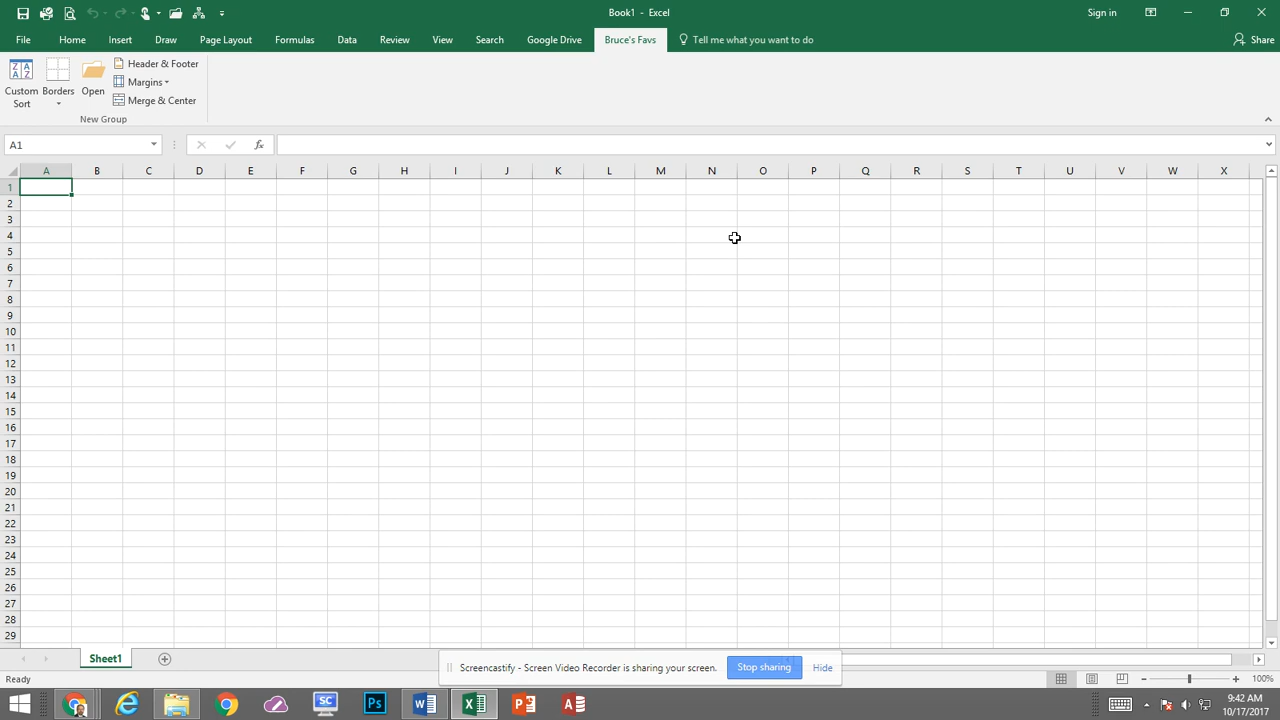 Book1 - Excel
Sign in
File Home Insert Draw Page Layout Formulas Data Review View Search Google Drive Bruce's Favs Tell me what you want to do Share
Custom Sort
Borders
Open
Header & Footer
Margins
Merge & Center
New Group
A1
fx
A B C D E F G H I J K L M N O P Q R S T U V W X
1
2
3
4
5
6
7
8
9
10
11
12
13
14
15
16
17
18
19
20
21
22
23
24
25
26
27
28
29
Sheet1
Screencastify - Screen Video Recorder is sharing your screen. Stop sharing Hide
Ready
100%
SC Ps
9:42 AM
10/17/2017